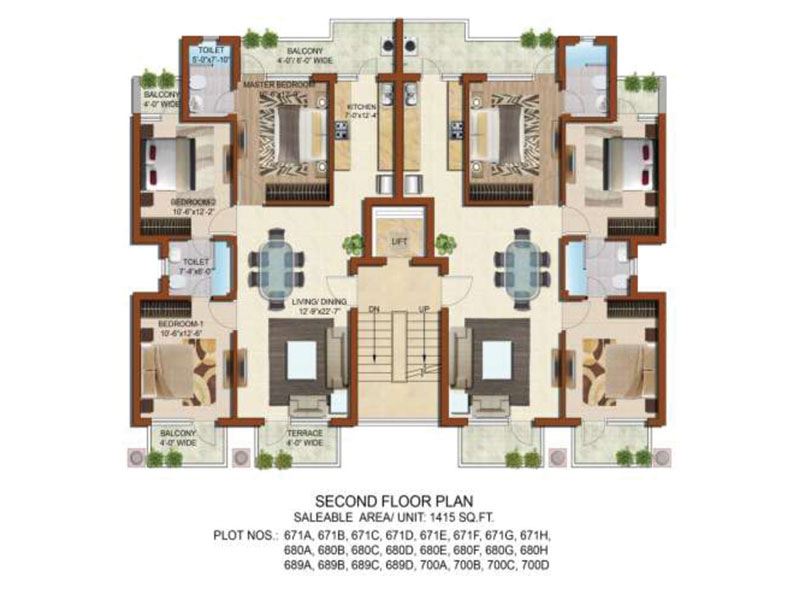 TOILET
5'-0"x7'-10"
BALCONY
4'-0"/ 6'-0" WIDE
MASTER BEDROOM
BALCONY
4'-0" WIDE
KITCHEN
7'-0"x12'-4"
BEDROOM-2
10'-6"x12'-2"
LIFT
TOILET
7'-4"x6'-0"
LIVING/ DINING
12'-9"x22'-7"
DN
UP
BEDROOM-1
10'-6"x12'-6"
BALCONY
4'-0" WIDE
TERRACE
4'-0" WIDE
SECOND FLOOR PLAN
SALEABLE AREA/ UNIT: 1415 SQ.FT.
PLOT NOS.: 671A, 671B, 671C, 671D, 671E, 671F, 671G, 671H,
680A, 680B, 680C, 680D, 680E, 680F, 680G, 680H
689A, 689B, 689C, 689D, 700A, 700B, 700C, 700D